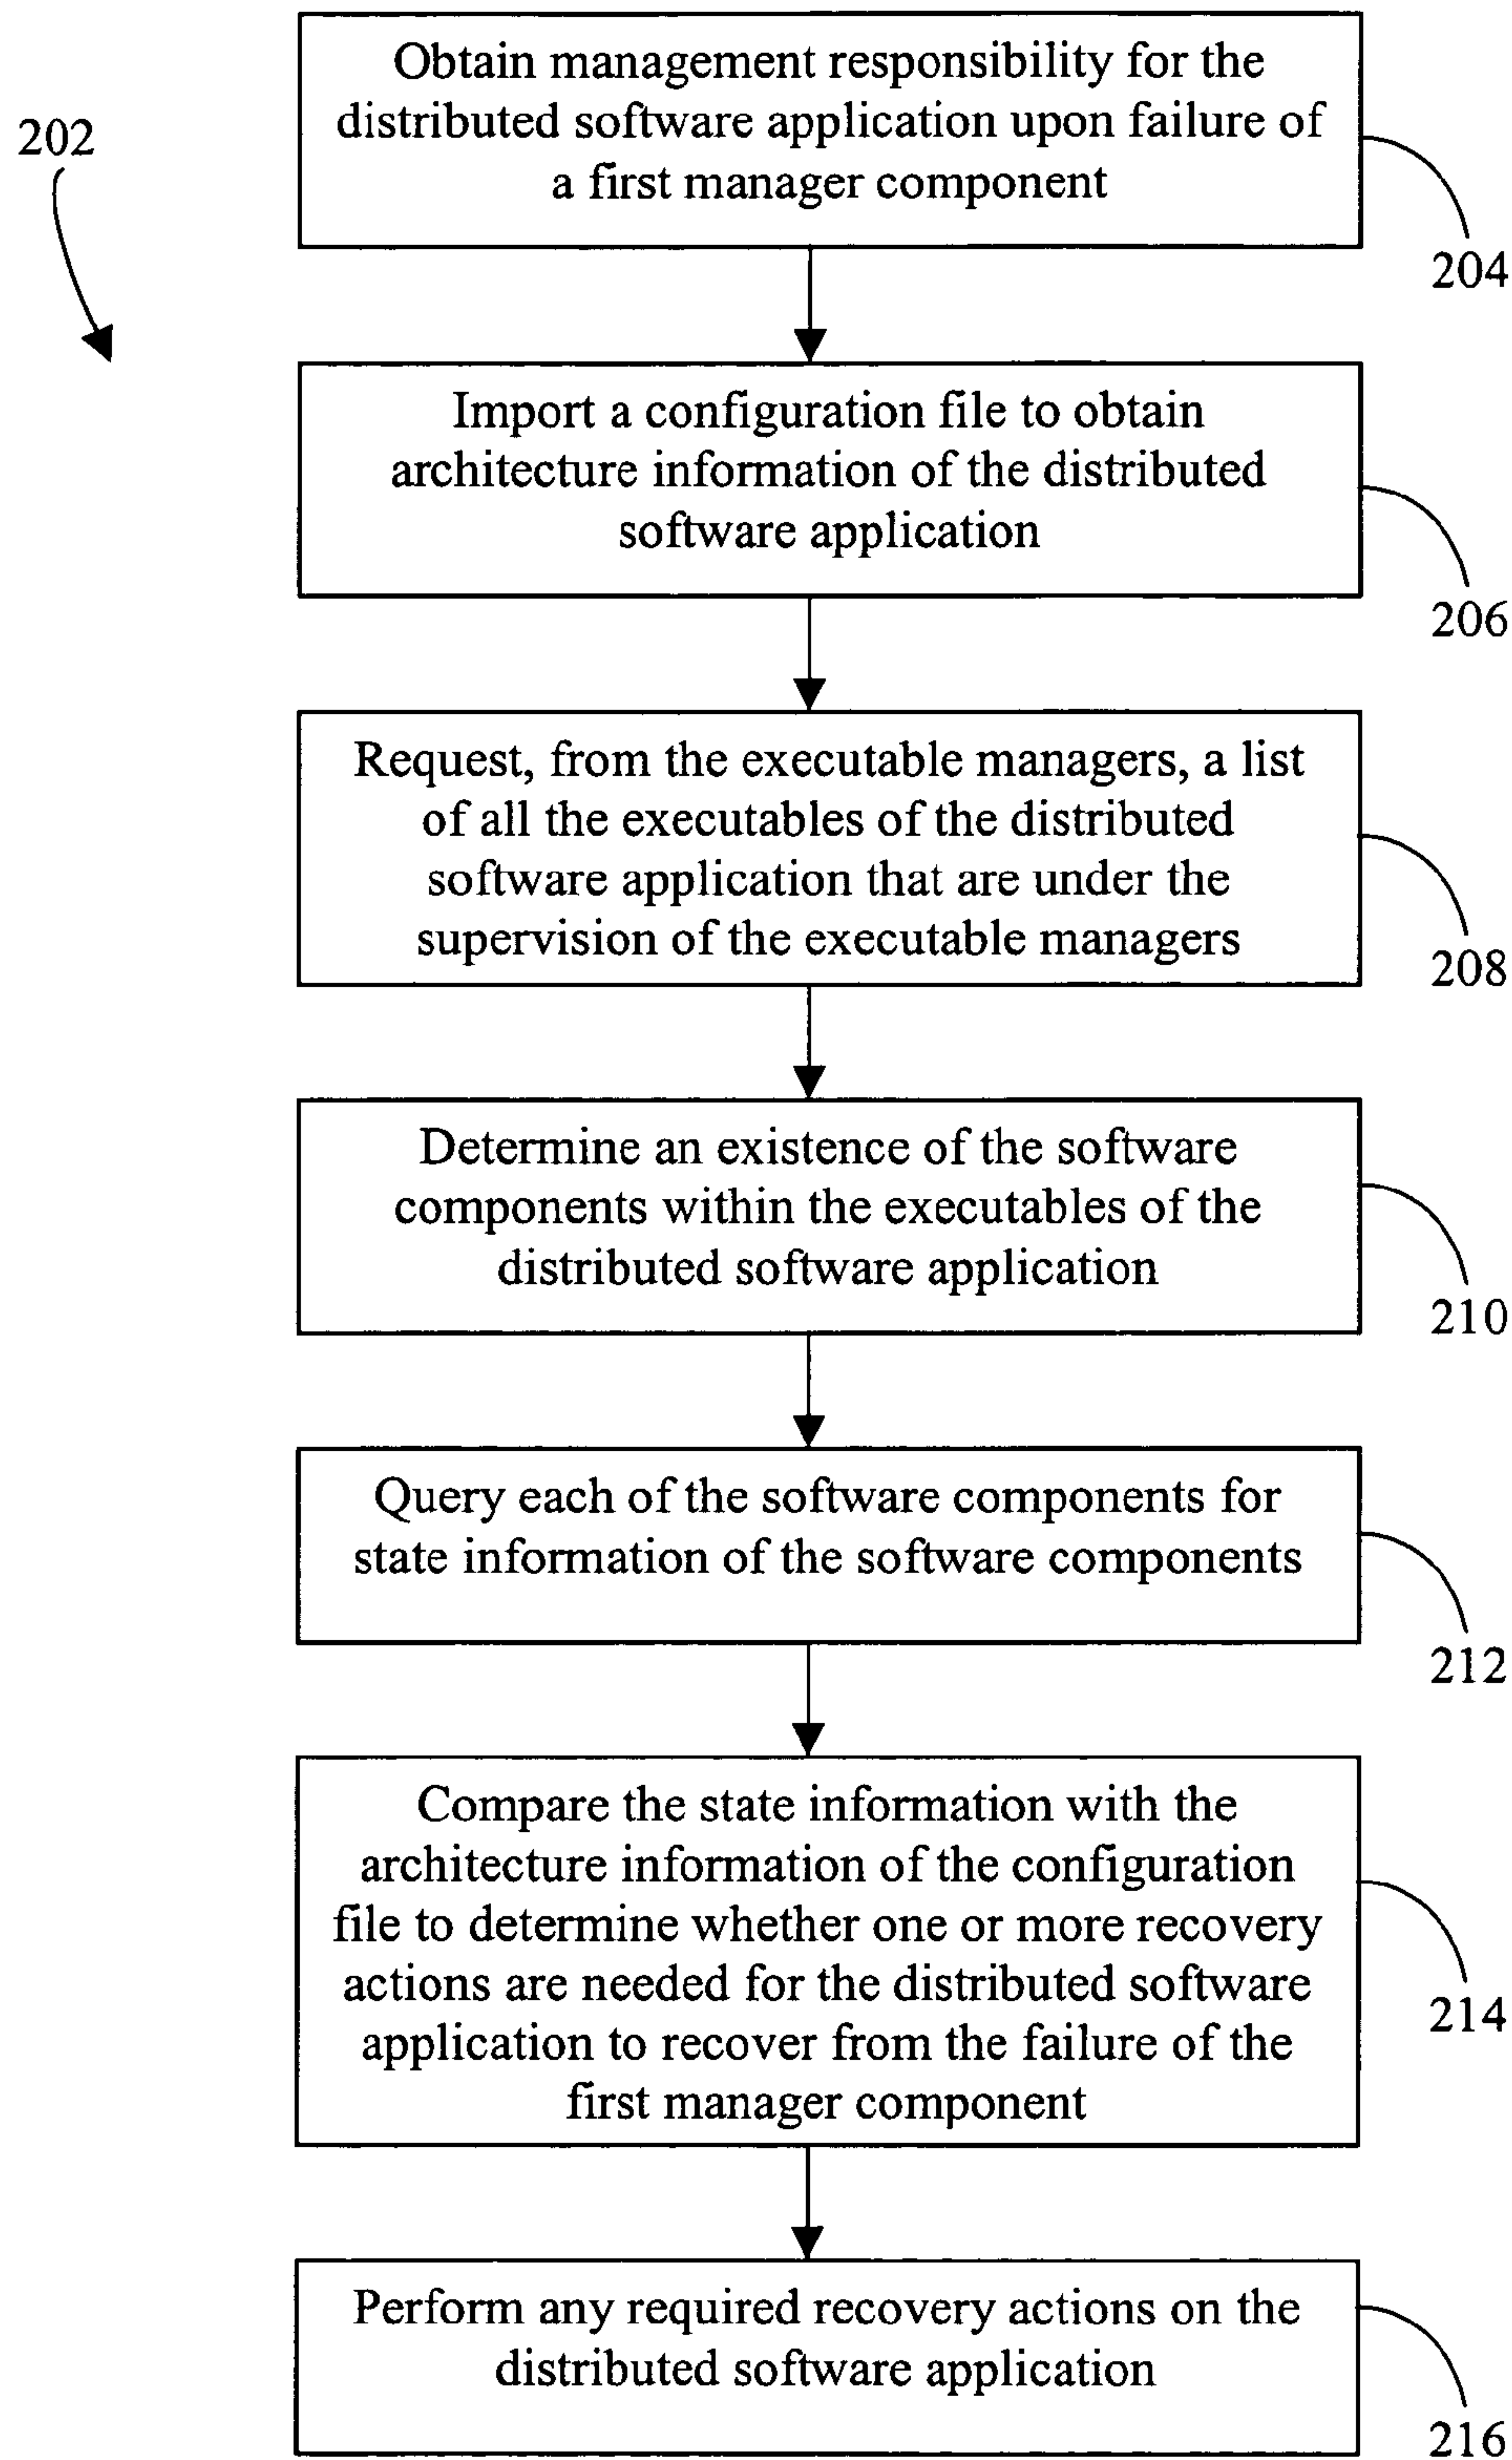 202
Obtain management responsibility for the
distributed software application upon failure of
a first manager component
204
Import a configuration file to obtain
architecture information of the distributed
software application
206
Request, from the executable managers, a list
of all the executables of the distributed
software application that are under the
supervision of the executable managers
208
Determine an existence of the software
components within the executables of the
distributed software application
210
Query each of the software components for
state information of the software components
212
Compare the state information with the
architecture information of the configuration
file to determine whether one or more recovery
actions are needed for the distributed software
application to recover from the failure of the
first manager component
214
Perform any required recovery actions on the
distributed software application
216